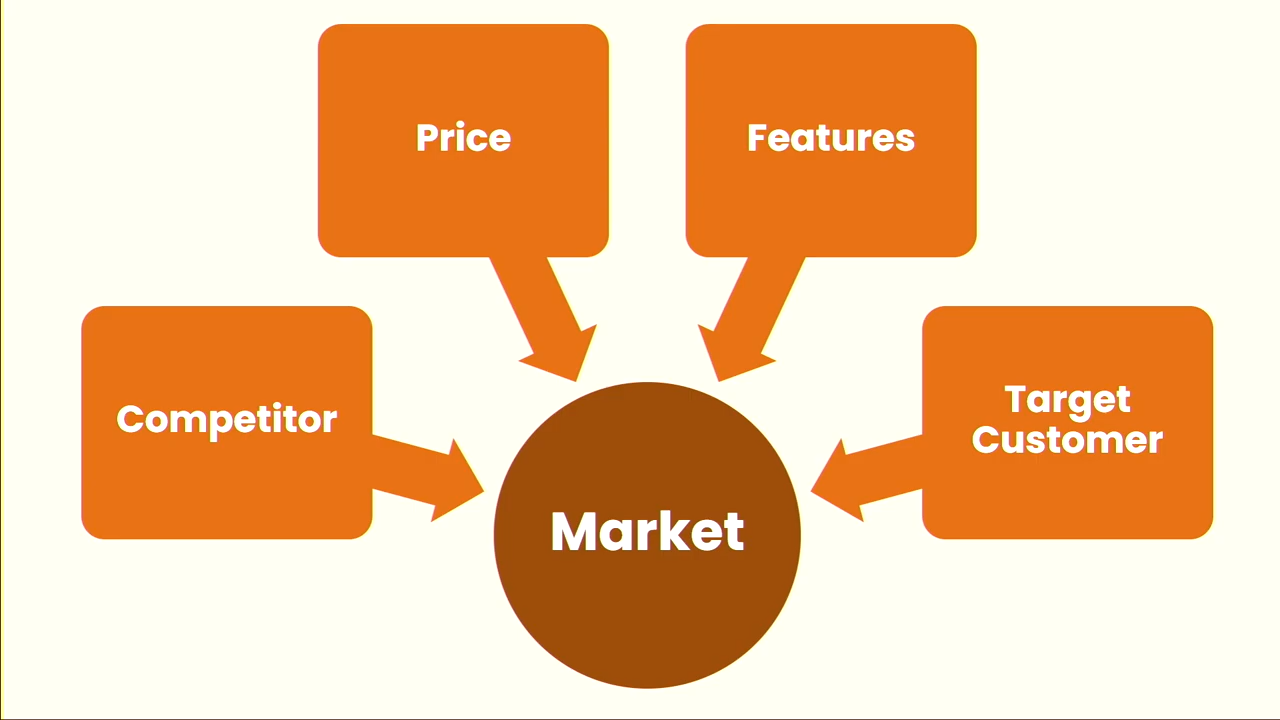 Price
Features
Competitor
Target
Customer
Market